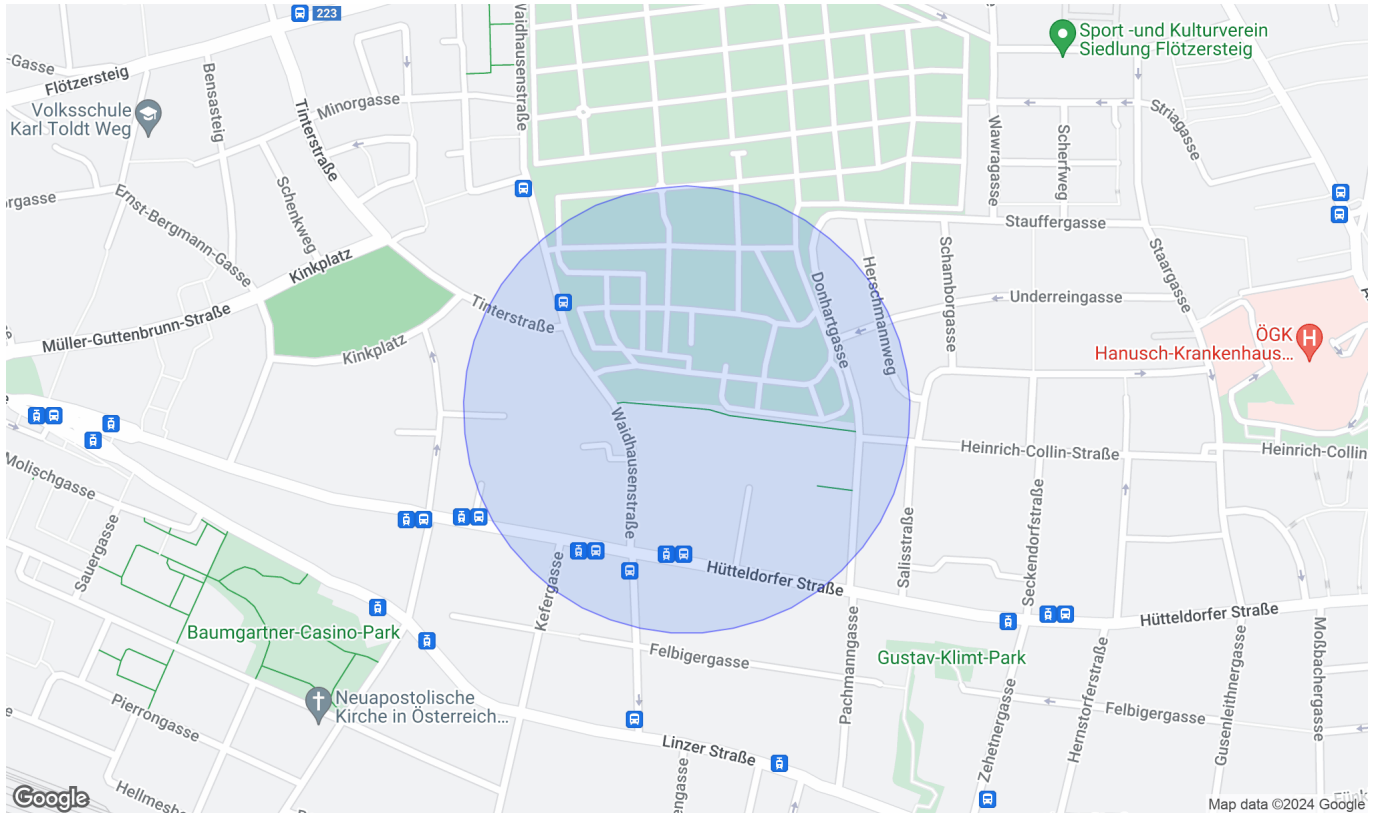 223
Waidhausenstraße
Sport -und Kulturverein
Siedlung Flötzersteig
-Gasse
Flötzersteig
Bensasteig
Tinterstraße
Minorgasse
Volksschule
Karl Toldt Weg
Striagasse
Wawragasse
Scherfweg
Schenkweg
Ernst-Bergmann-Gasse
orgasse
Stauffergasse
Kinkplatz
Schamborgasse
Staargasse
Herschmannweg
Donhartgasse
Underreingasse
Tinterstraße
Müller-Guttenbrunn-Straße
Kinkplatz
ÖGK
Hanusch-Krankenhaus...
H
Waidhausenstraße
Heinrich-Collin-Straße
Heinrich-Collin
Molischgasse
Sauergasse
Seckendorfstraße
Salisstraße
Kefergasse
Hütteldorfer Straße
Hütteldorfer Straße
Baumgartner-Casino-Park
Felbigergasse
Gustav-Klimt-Park
Pachmanngasse
Moßbachergasse
Gusenleithnergasse
Hernstorferstraße
Zehetnergasse
Felbigergasse
Neuapostolische
Kirche in Österreich...
Pierrongasse
Linzer Straße
engasse
Hellmesb
Google
Map data ©2024 Google